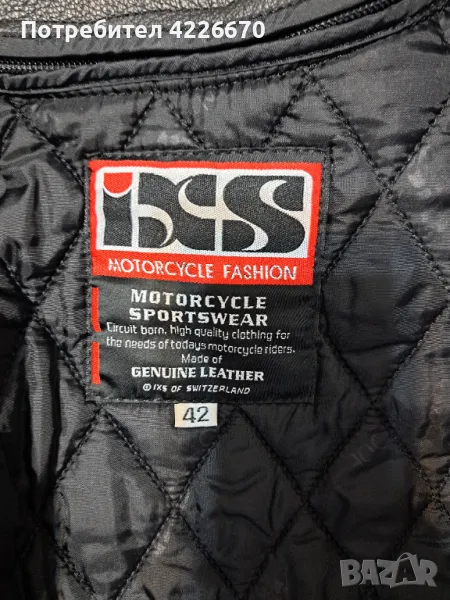 Потребител 4226670
iXS
MOTORCYCLE FASHION
MOTORCYCLE
SPORTSWEAR
Circuit born, high quality clothing for
the needs of todays motorcycle riders.
Made of
GENUINE LEATHER
© IXS OF SWITZERLAND
42
BAZAR